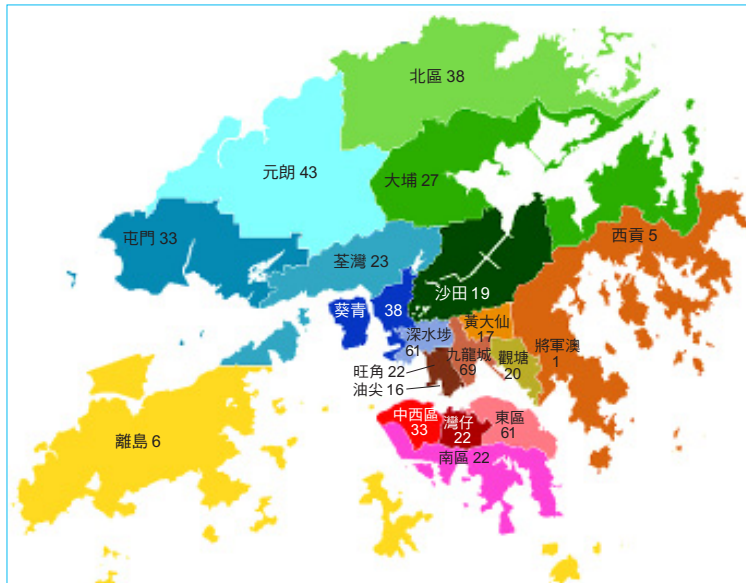 北區 38
元朗 43
大埔 27
屯門 33
西貢 5
荃灣 23
沙田 19
葵青 38
黃大仙
17
深水埗
61
將軍澳
1
九龍城
69
觀塘
20
旺角 22
油尖 16
中西區
33
灣仔
22
東區
61
離島 6
南區 22